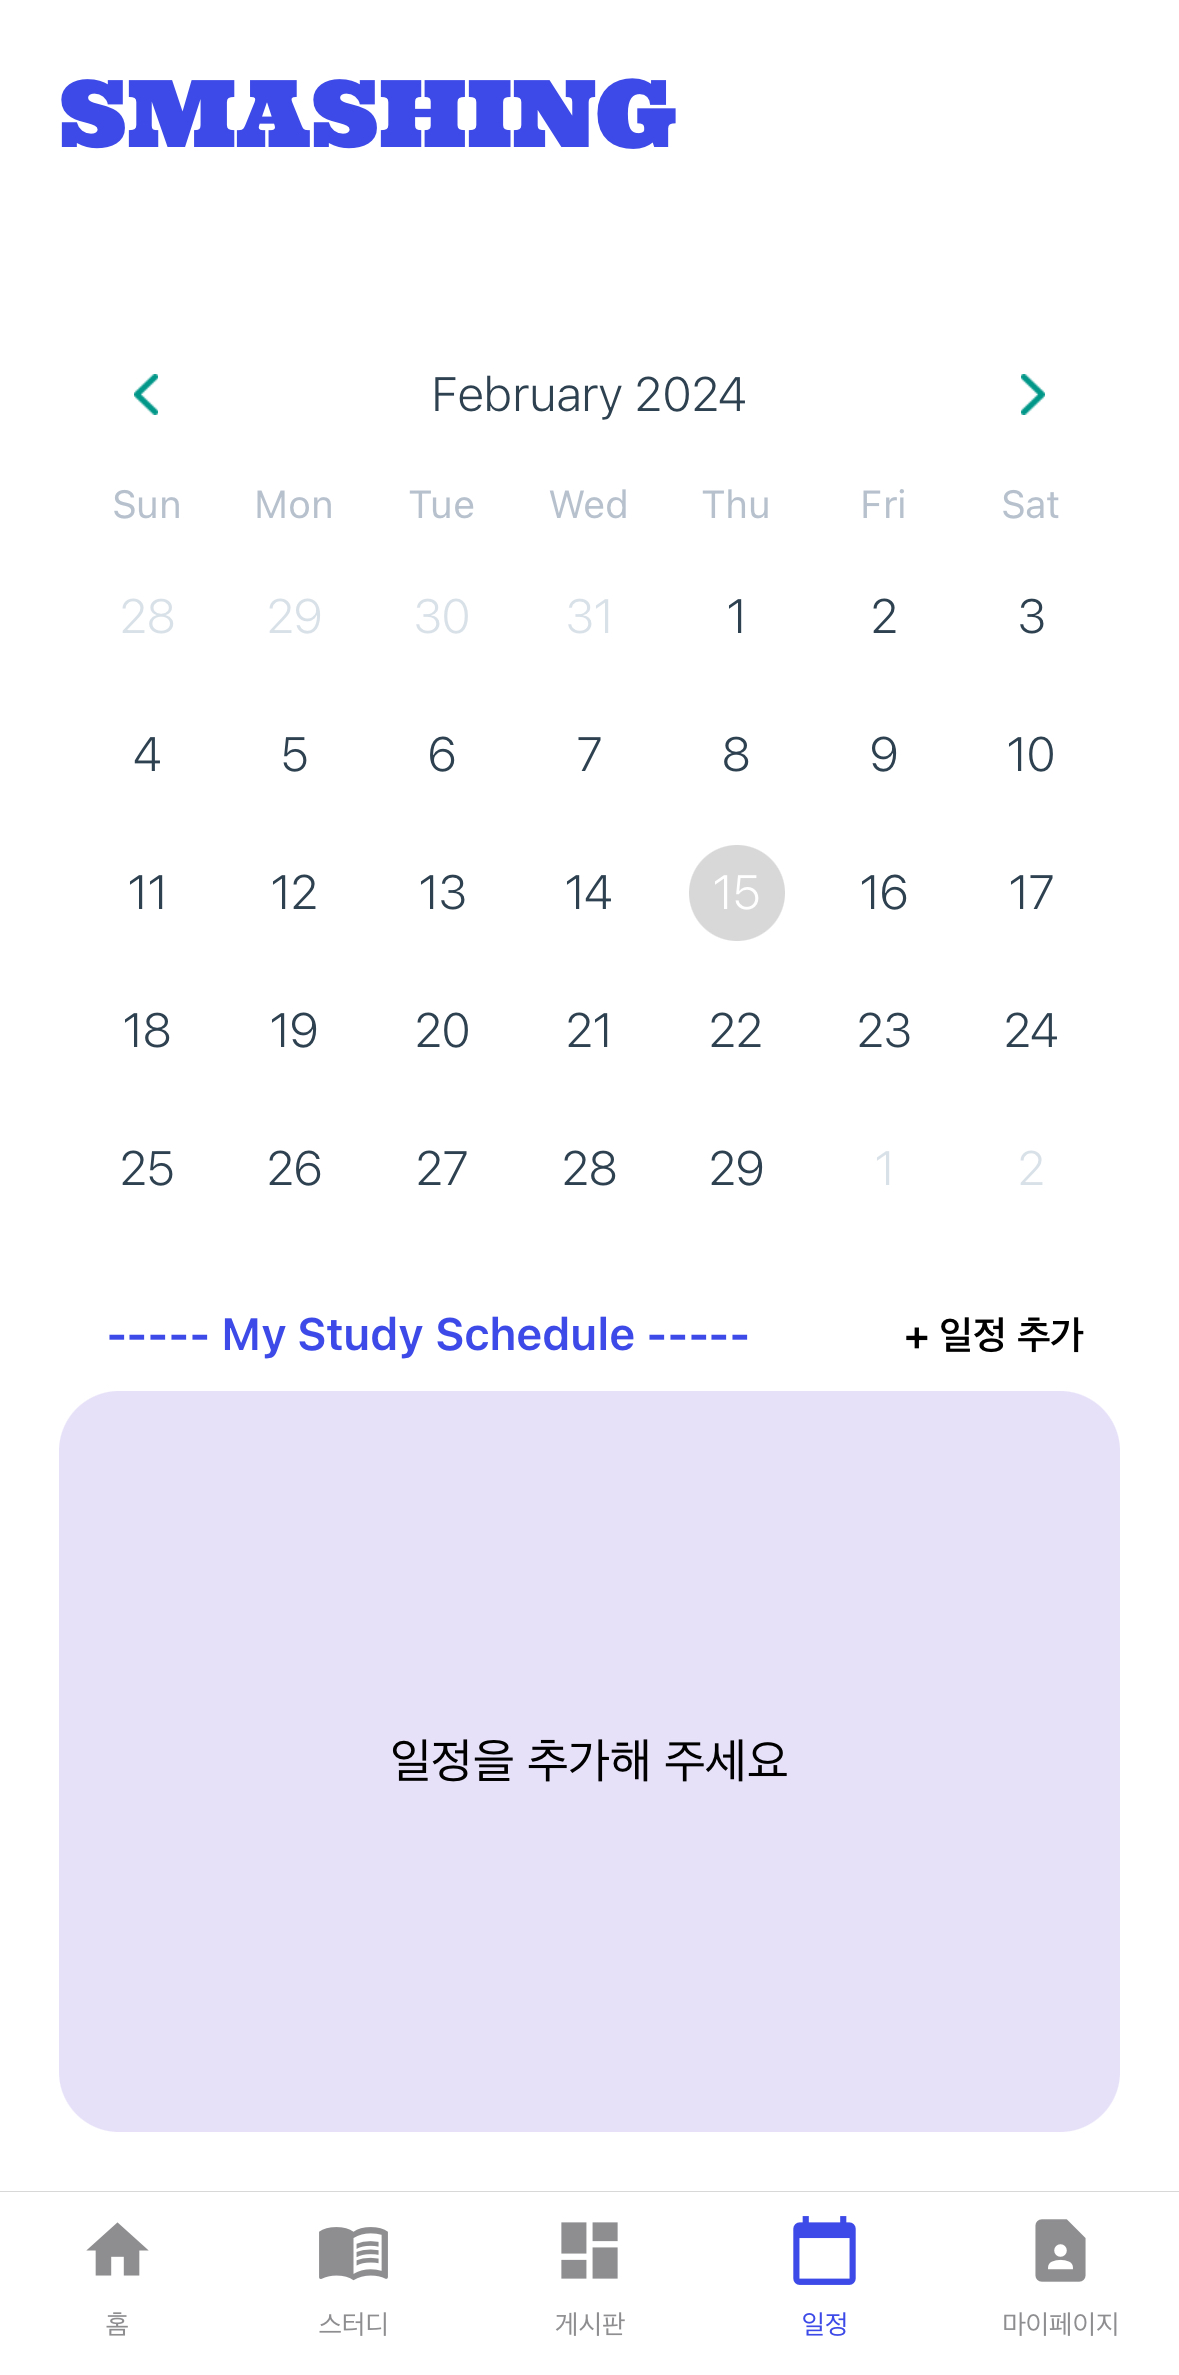 SMASHING
February 2024
Sun Mon Tue Wed Thu Fri Sat
28 29 30 31 1 2 3
4 5 6 7 8 9 10
11 12 13 14 15 16 17
18 19 20 21 22 23 24
25 26 27 28 29 1 2
----- My Study Schedule ----- + 일정 추가
일정을 추가해 주세요
홈 스터디 게시판 일정 마이페이지